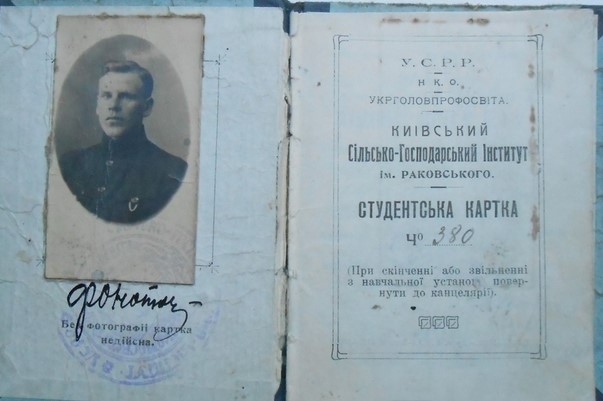 Без фотографії картка
недійсна.
У. С. Р. Р.
Н. К. О.
УКРГОЛОВПРОФОСВІТА.
КИЇВСЬКИЙ
Сільсько-Господарський Інститут
ім. РАКОВСЬКОГО.
СТУДЕНТСЬКА КАРТКА
Чо 380
(При скінченні або звільненні
з навчальної установи повер-
нути до канцелярії).